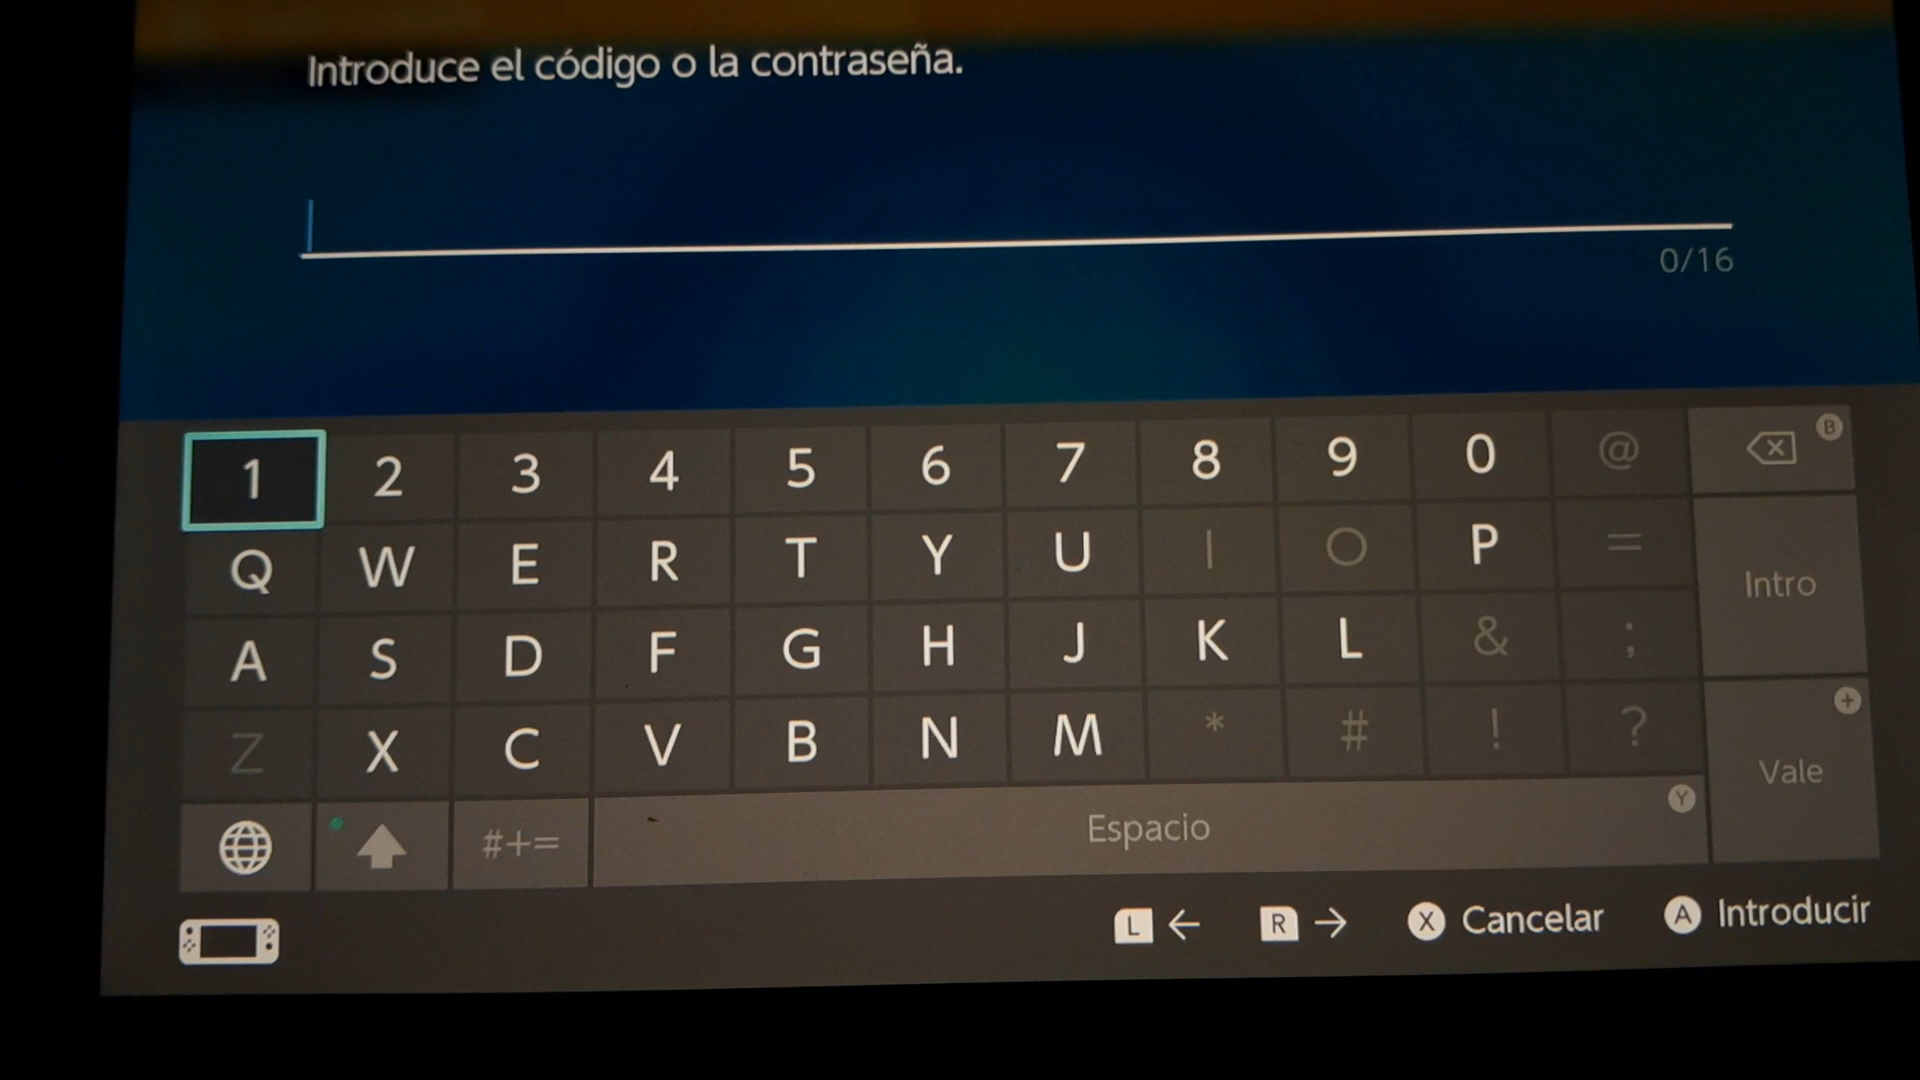 Introduce el código o la contraseña.
0/16
1 2 3 4 5 6 7 8 9 0 @ B
Q W E R T Y U I O P = Intro
A S D F G H J K L & ;
Z X C V B N M * # ! ? + Vale
#+= Espacio Y
L ← R → X Cancelar A Introducir